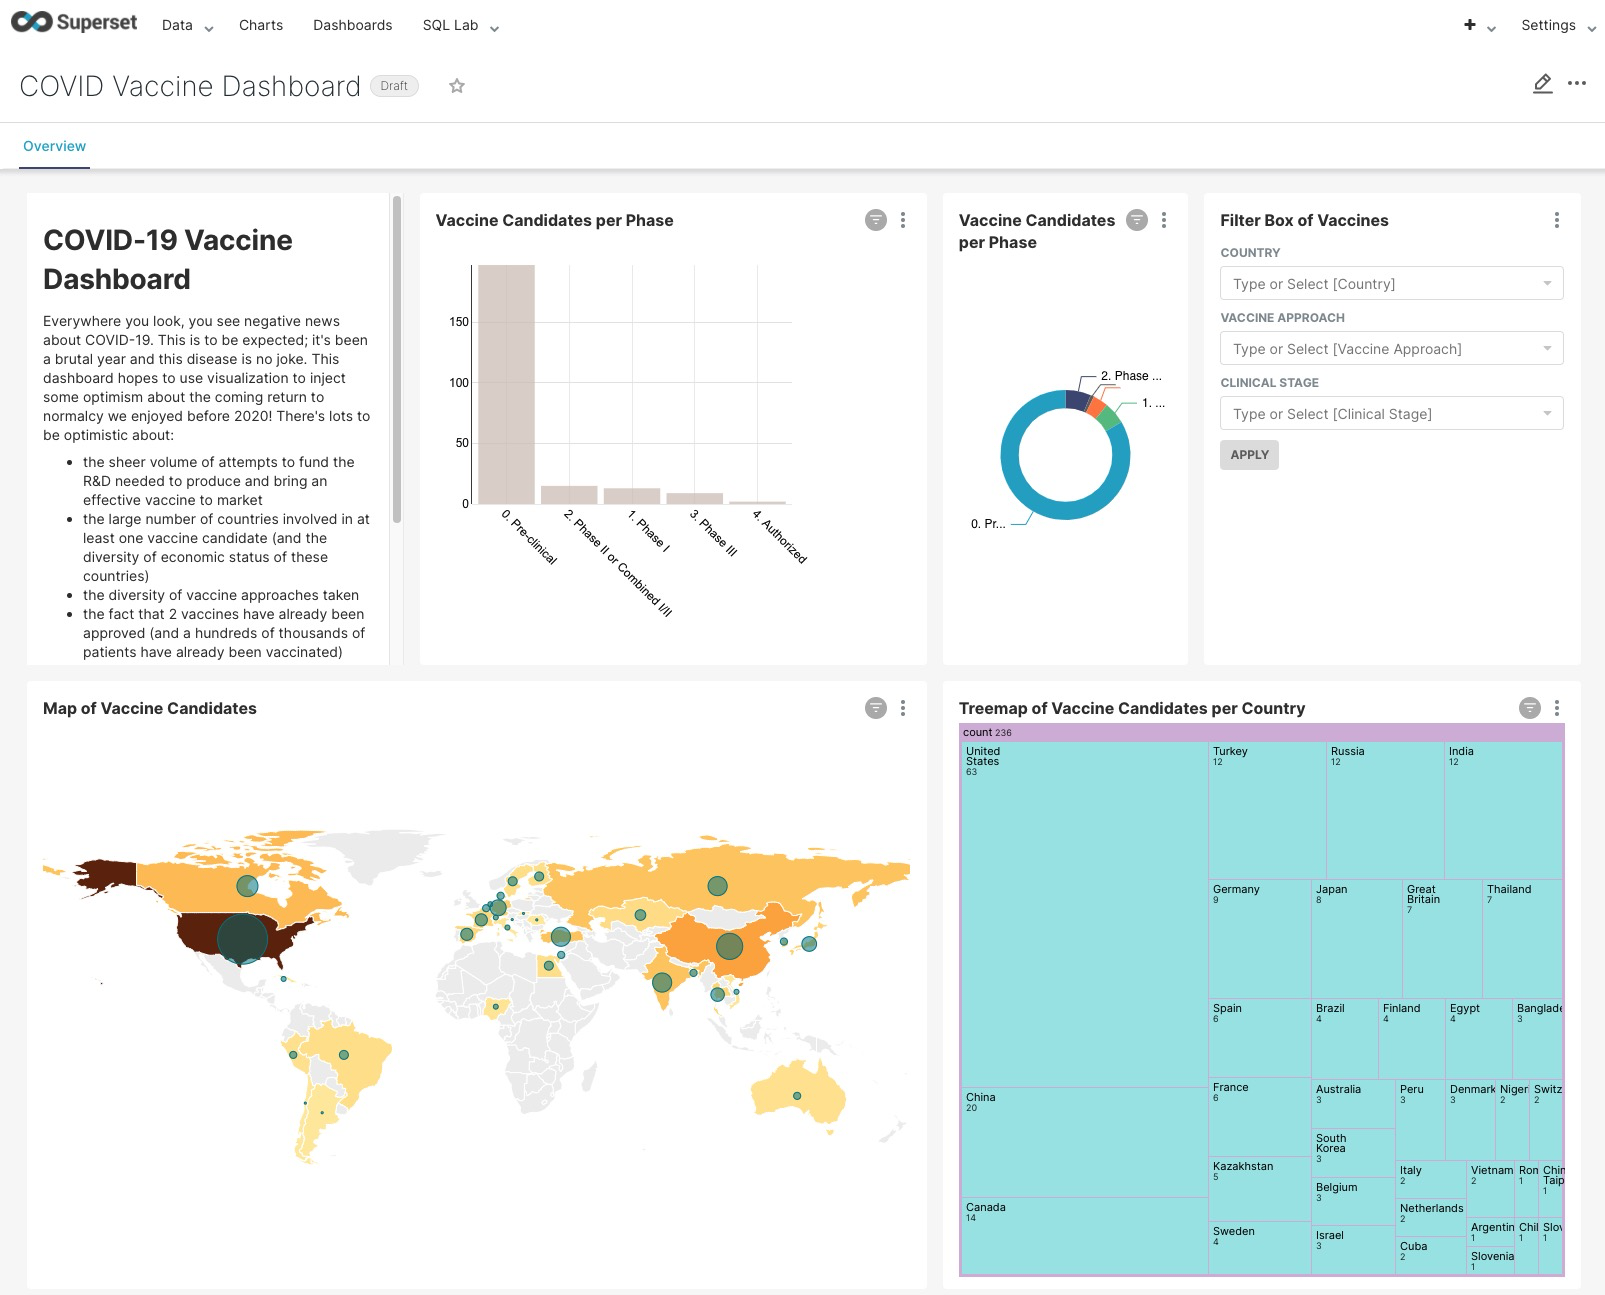 Superset
Data
Charts
Dashboards
SQL Lab
+
Settings
COVID Vaccine Dashboard
Draft
Overview
COVID-19 Vaccine
Dashboard
Everywhere you look, you see negative news
about COVID-19. This is to be expected; it's been
a brutal year and this disease is no joke. This
dashboard hopes to use visualization to inject
some optimism about the coming return to
normalcy we enjoyed before 2020! There's lots to
be optimistic about:
• the sheer volume of attempts to fund the
R&D needed to produce and bring an
effective vaccine to market
• the large number of countries involved in at
least one vaccine candidate (and the
diversity of economic status of these
countries)
• the diversity of vaccine approaches taken
• the fact that 2 vaccines have already been
approved (and a hundreds of thousands of
patients have already been vaccinated)
Vaccine Candidates per Phase
150
100
50
0
0. Pre-clinical
2. Phase II or Combined I/II
1. Phase I
3. Phase III
4. Authorized
Vaccine Candidates
per Phase
2. Phase ...
1. ...
0. Pr...
Filter Box of Vaccines
COUNTRY
Type or Select [Country]
VACCINE APPROACH
Type or Select [Vaccine Approach]
CLINICAL STAGE
Type or Select [Clinical Stage]
APPLY
Map of Vaccine Candidates
Treemap of Vaccine Candidates per Country
count 236
United
States
63
China
20
Canada
14
Turkey
12
Russia
12
India
12
Germany
9
Japan
8
Great
Britain
7
Thailand
7
Spain
6
Brazil
4
Finland
4
Egypt
4
Banglade
3
France
6
Australia
3
Peru
3
Denmark
3
Niger
2
Switz
2
South
Korea
3
Kazakhstan
5
Belgium
3
Italy
2
Vietnam
2
Ron
1
Chin
Taip
1
Netherlands
2
Sweden
4
Israel
3
Cuba
2
Argentin
1
Chil
1
Slov
1
Slovenia
1